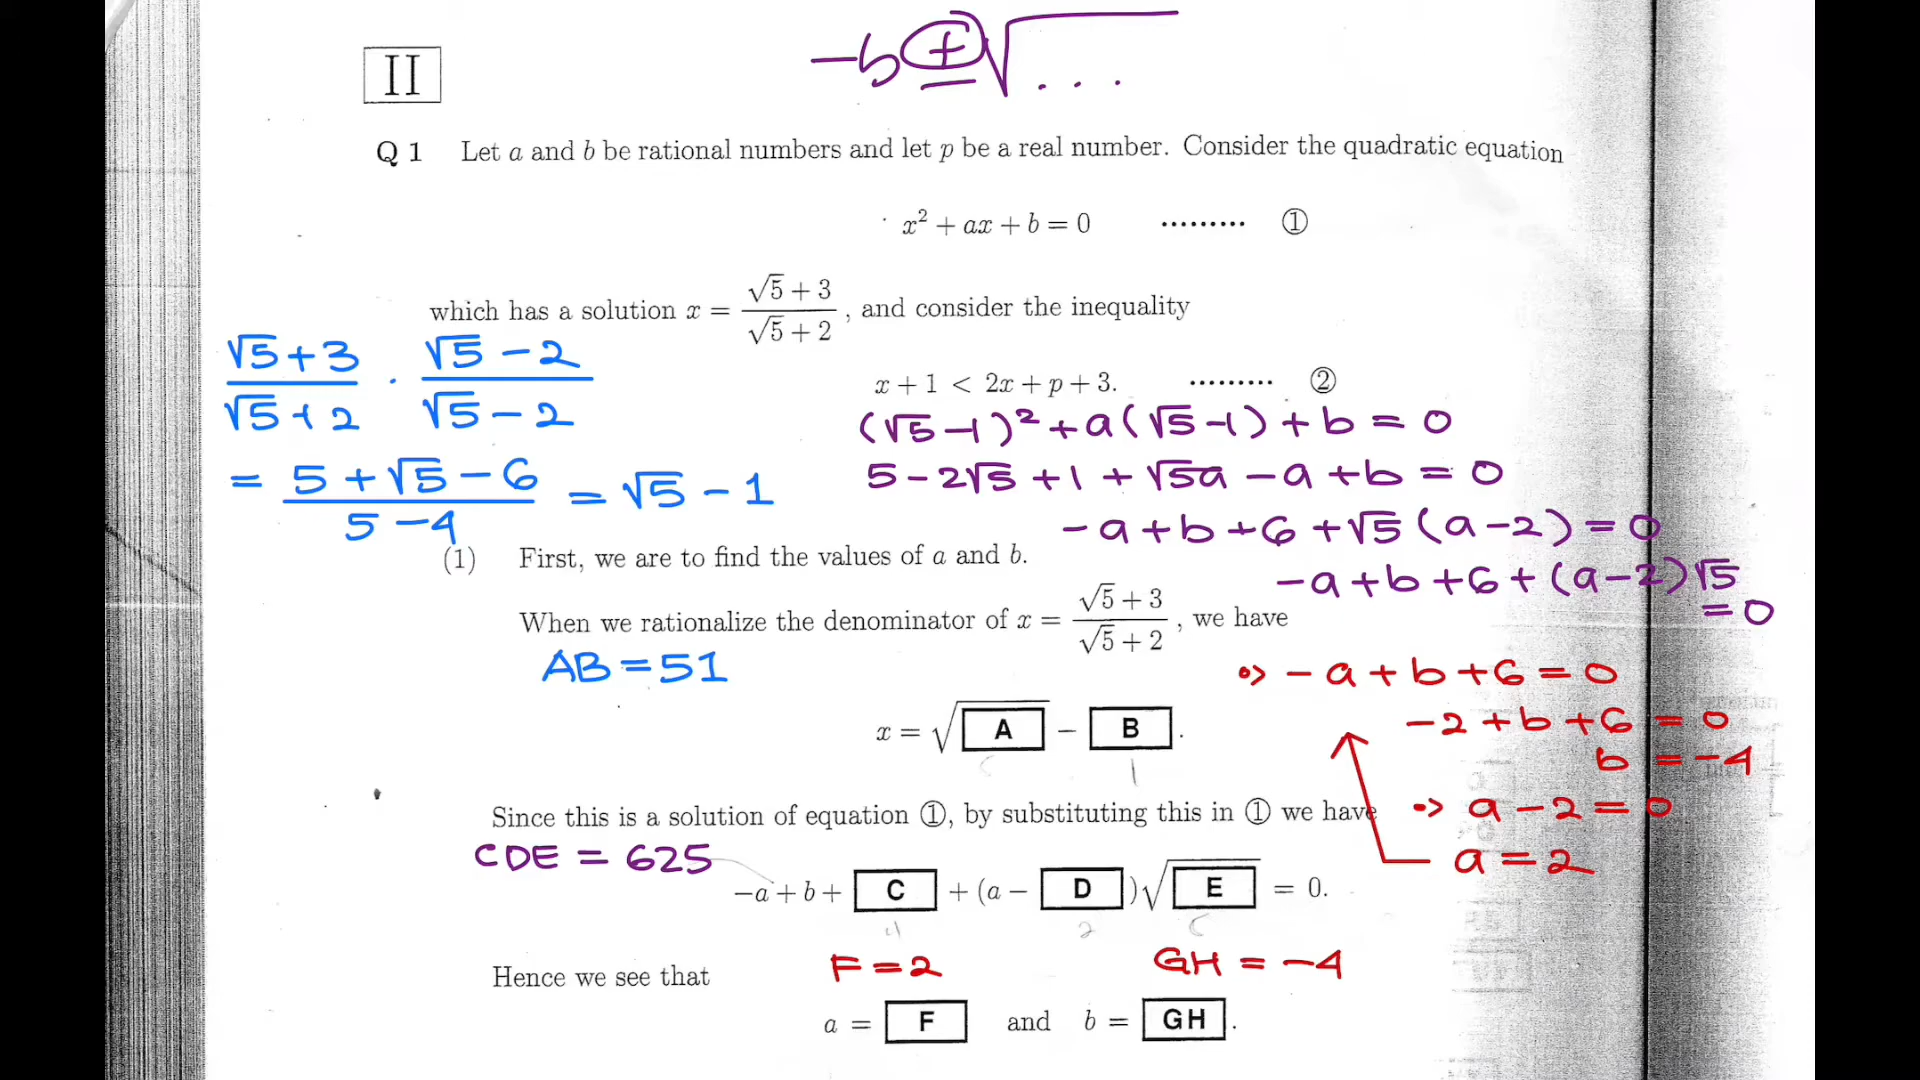 −b ± √ . . .
II
Q 1 Let a and b be rational numbers and let p be a real number. Consider the quadratic equation
x² + ax + b = 0 ········· ①
which has a solution x = (√5 + 3)/(√5 + 2), and consider the inequality
x + 1 < 2x + p + 3. ········· ②
(√5+3)/(√5+2) · (√5−2)/(√5−2)
= (5+√5−6)/(5−4) = √5 − 1
(√5−1)² + a(√5−1) + b = 0
5−2√5+1+√5a−a+b = 0
−a+b+6+√5(a−2)=0
−a+b+6+(a−2)√5
=0
(1) First, we are to find the values of a and b.
When we rationalize the denominator of x = (√5 + 3)/(√5 + 2), we have
AB = 51
x = √A − B.
5 1
-a+b+6=0
−2+b+6=0
b=−4
a−2=0
a=2
Since this is a solution of equation ①, by substituting this in ① we have
CDE = 625
−a + b + C + (a − D)√E = 0.
2
F=2 GH = −4
Hence we see that
a = F and b = GH.